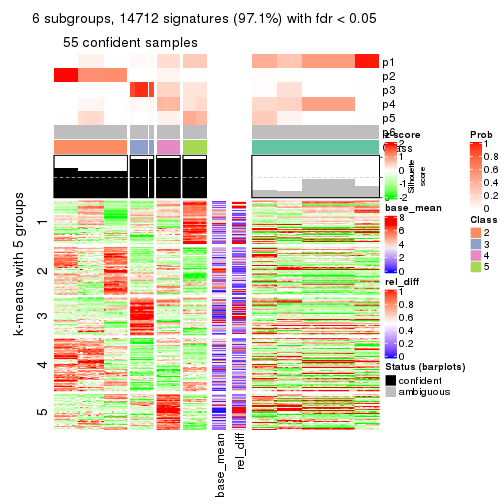 6 subgroups, 14712 signatures (97.1%) with fdr < 0.05
55 confident samples
p1
p2
p3
p4
p5
p6
Class
z-score
2
1
0
-1
-2
Silhouette
score
Prob
1
0.8
0.6
0.4
0.2
0
Class
2
3
4
5
base_mean
8
6
4
2
0
rel_diff
1
0.8
0.6
0.4
0.2
0
Status (barplots)
confident
ambiguous
k-means with 5 groups
1
2
3
4
5
base_mean
rel_diff